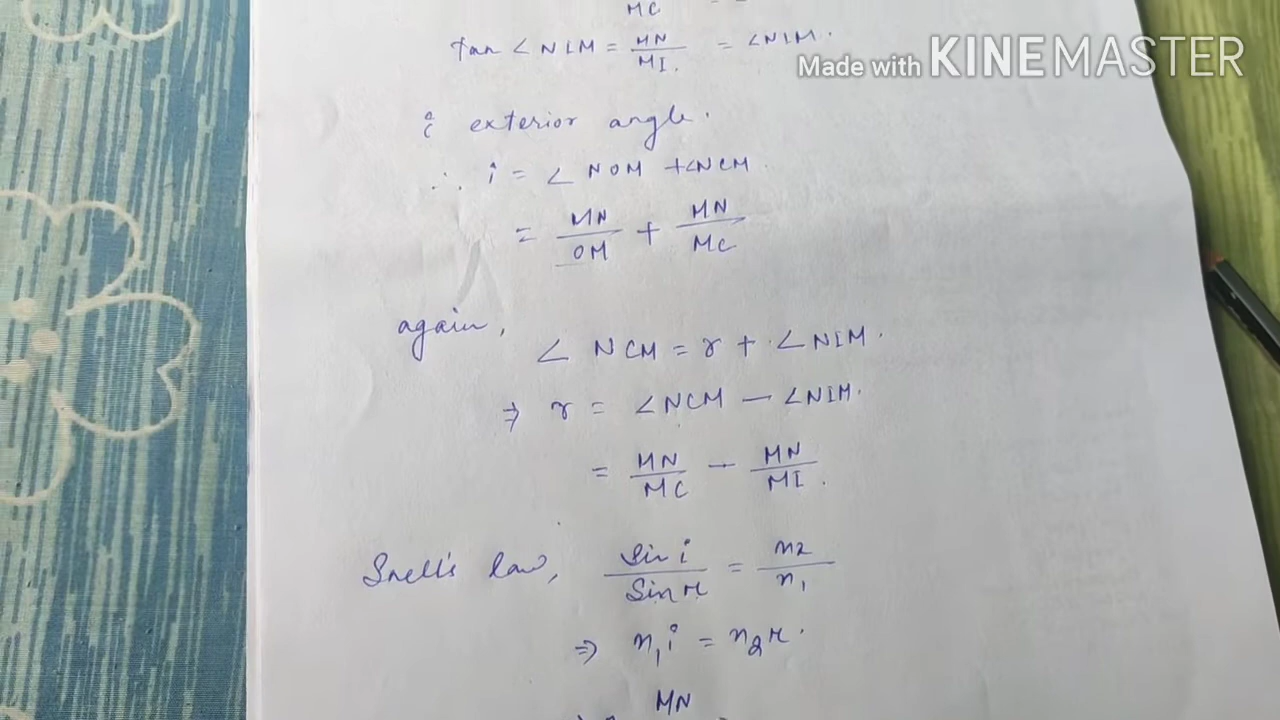 MC
tan ∠NIM = MN/MI. = ∠NIM.
Made with KINEMASTER
exterior angle.
∴ i = ∠NOM + ∠NCM.
= MN/OM + MN/MC
again,
∠NCM = r + ∠NIM.
⇒ r = ∠NCM — ∠NIM.
= MN/MC — MN/MI.
Snell's law, Sin i/Sin r = n2/n1
⇒ n1i = n2r.
MN